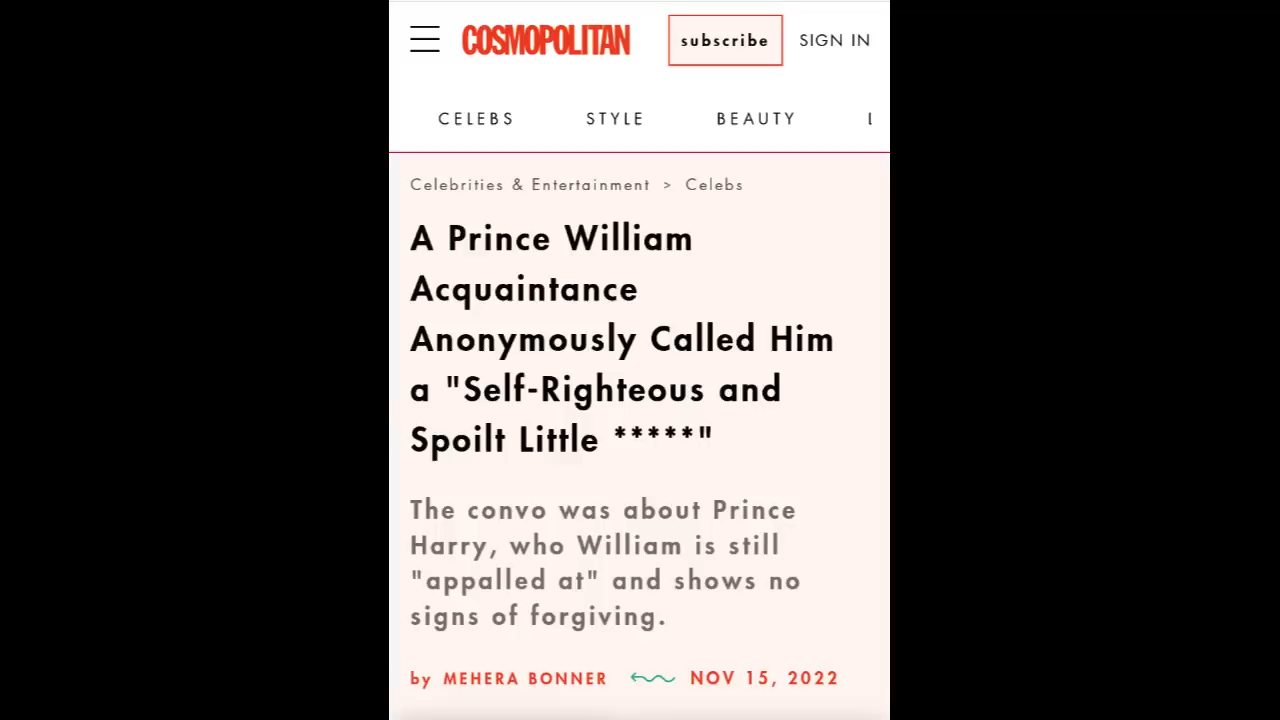 COSMOPOLITAN
subscribe
SIGN IN
CELEBS STYLE BEAUTY L
Celebrities & Entertainment > Celebs
A Prince William
Acquaintance
Anonymously Called Him
a "Self-Righteous and
Spoilt Little *****"
The convo was about Prince
Harry, who William is still
"appalled at" and shows no
signs of forgiving.
by MEHERA BONNER NOV 15, 2022